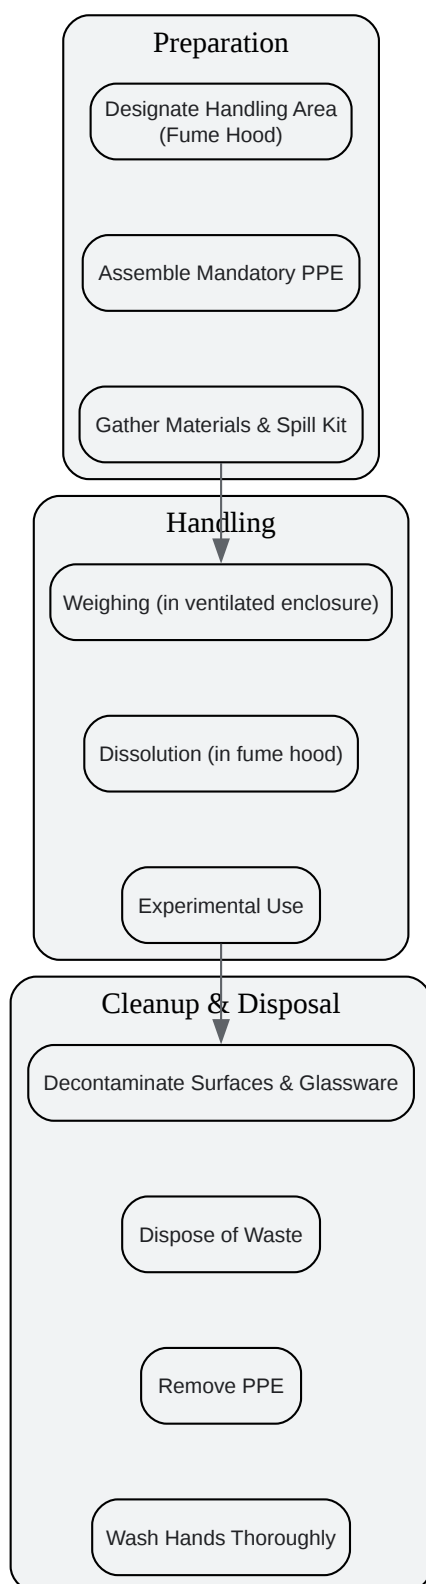 Preparation
Designate Handling Area
(Fume Hood)
Assemble Mandatory PPE
Gather Materials & Spill Kit
Handling
Weighing (in ventilated enclosure)
Dissolution (in fume hood)
Experimental Use
Cleanup & Disposal
Decontaminate Surfaces & Glassware
Dispose of Waste
Remove PPE
Wash Hands Thoroughly